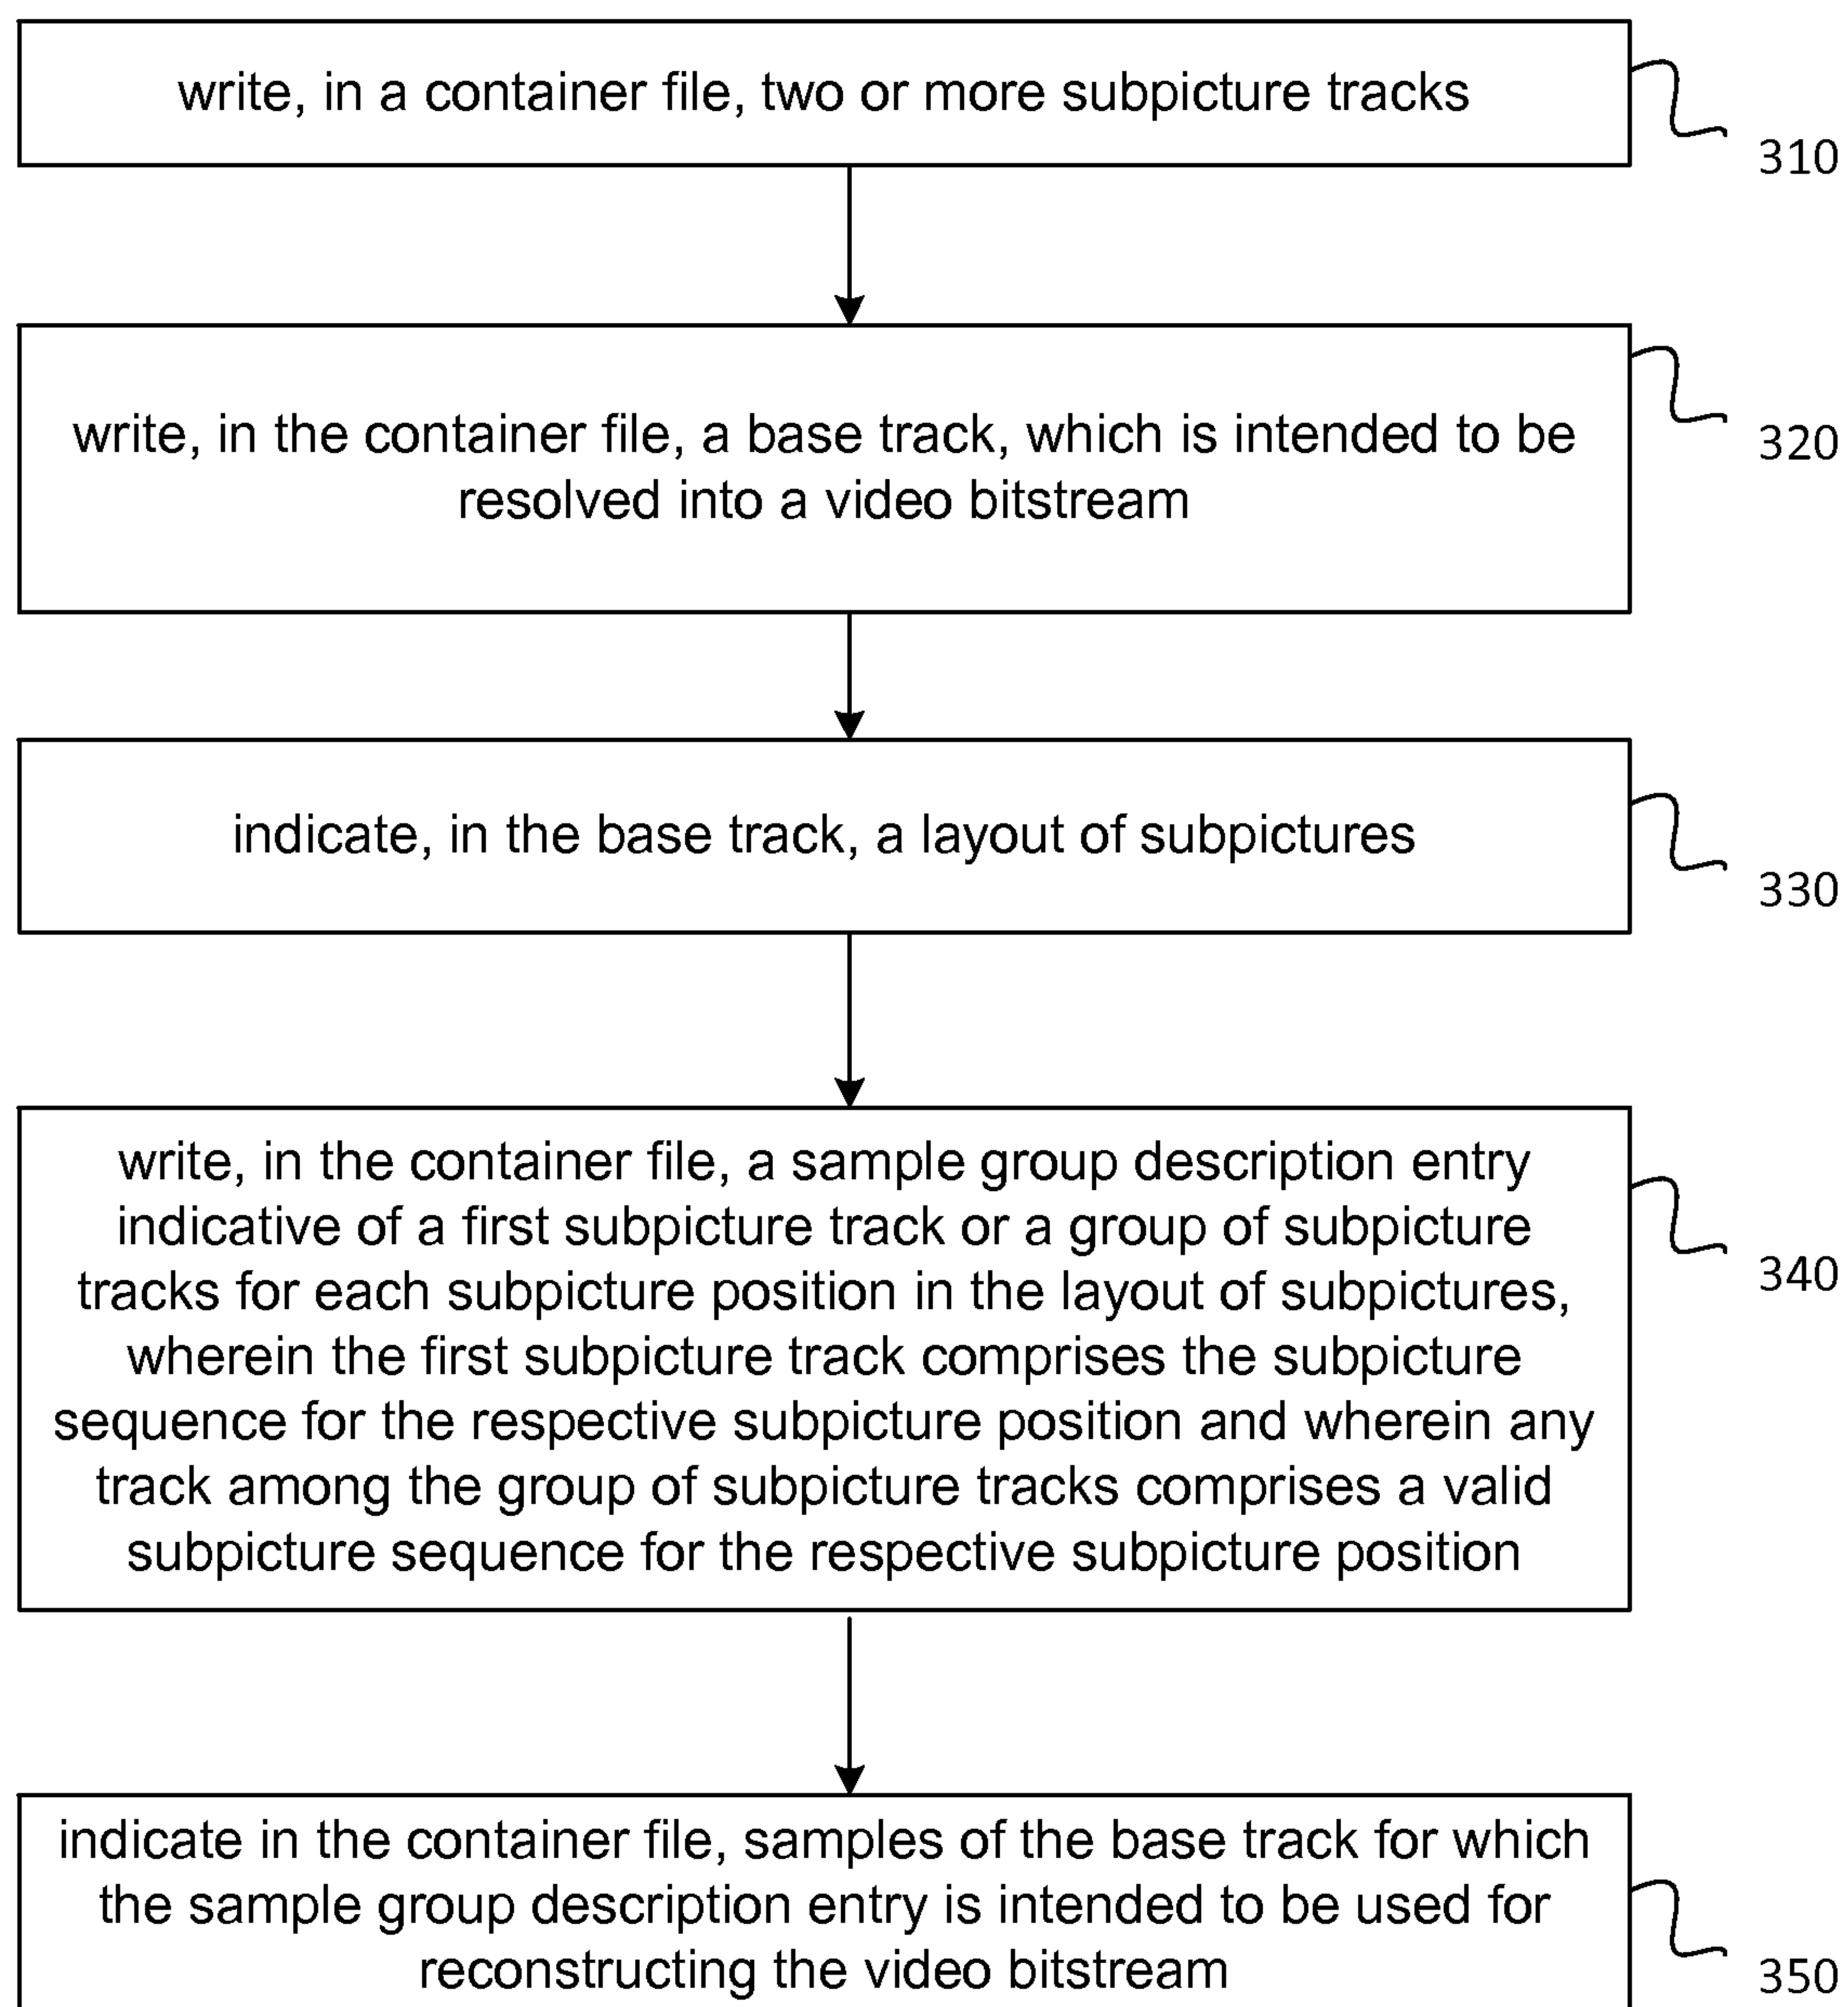 write, in a container file, two or more subpicture tracks
310
write, in the container file, a base track, which is intended to be
resolved into a video bitstream
320
indicate, in the base track, a layout of subpictures
330
write, in the container file, a sample group description entry
indicative of a first subpicture track or a group of subpicture
tracks for each subpicture position in the layout of subpictures,
wherein the first subpicture track comprises the subpicture
sequence for the respective subpicture position and wherein any
track among the group of subpicture tracks comprises a valid
subpicture sequence for the respective subpicture position
340
indicate in the container file, samples of the base track for which
the sample group description entry is intended to be used for
reconstructing the video bitstream
350